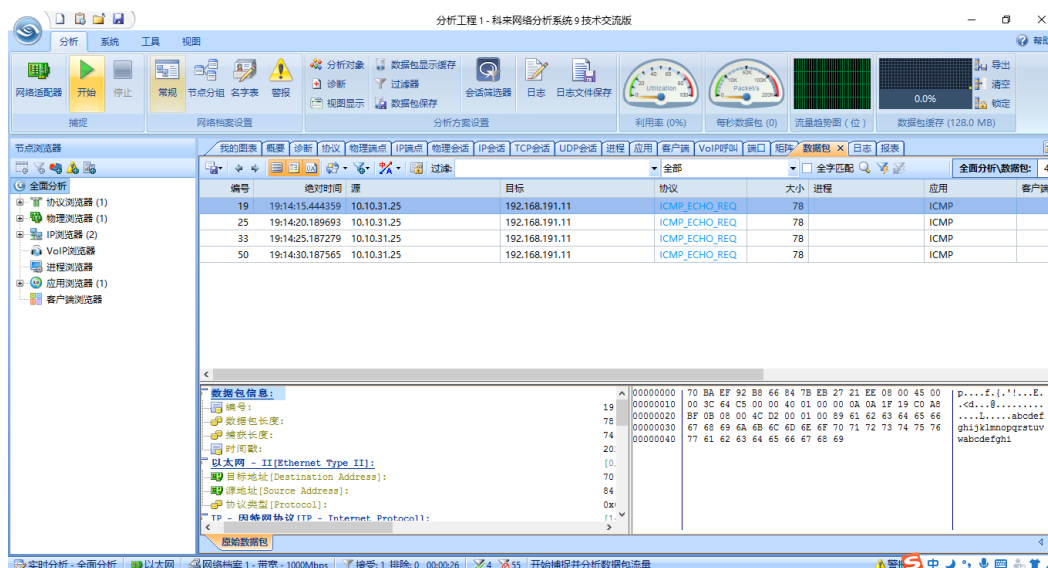 分析工程 1 - 科来网络分析系统 9 技术交流版
分析 系统 工具 视图
网络适配器 开始 停止 常规 节点分组 名字表 警报 分析对象 诊断 视图显示 数据包显示缓存 过滤器 数据包保存 会话筛选器 日志 日志文件保存 导出 清空 锁定
0.0%
捕捉 网络档案设置 分析方案设置 利用率 (0%) 每秒数据包 (0) 流量趋势图 ( 位 ) 数据包缓存 (128.0 MB)
节点浏览器
我的图表 概要 诊断 协议 物理端点 IP端点 物理会话 IP会话 TCP会话 UDP会话 进程 应用 客户端 VoIP呼叫 端口 矩阵 数据包 日志 报表
过滤: 全部 全字匹配 全面分析\数据包:
全面分析
协议浏览器 (1)
物理浏览器 (1)
IP浏览器 (2)
VoIP浏览器
进程浏览器
应用浏览器 (1)
客户端浏览器
编号 绝对时间 源 目标 协议 大小 进程 应用
19 19:14:15.444359 10.10.31.25 192.168.191.11 ICMP_ECHO_REQ 78 ICMP
25 19:14:20.189693 10.10.31.25 192.168.191.11 ICMP_ECHO_REQ 78 ICMP
33 19:14:25.187279 10.10.31.25 192.168.191.11 ICMP_ECHO_REQ 78 ICMP
50 19:14:30.187565 10.10.31.25 192.168.191.11 ICMP_ECHO_REQ 78 ICMP
数据包信息:
编号: 19
数据包长度: 78
捕获长度: 74
时间戳:
以太网 - II[Ethernet Type II]:
目标地址[Destination Address]: 70
源地址[Source Address]: 84
协议类型[Protocol]:
IP - 因特网协议[IP - Internet Protocol]:
00000000 70 BA EF 92 B8 66 84 7B EB 27 21 EE 08 00 45 00 p....f.{.'!...E.
00000010 00 3C 64 C5 00 00 40 01 00 00 0A 0A 1F 19 C0 A8 .<d...@.........
00000020 BF 0B 08 00 4C D2 00 01 00 89 61 62 63 64 65 66 ....L.....abcdef
00000030 67 68 69 6A 6B 6C 6D 6E 6F 70 71 72 73 74 75 76 ghijklmnopqrstuv
00000040 77 61 62 63 64 65 66 67 68 69 wabcdefghi
原始数据包
实时分析 - 全面分析 以太网 网络档案 1 - 带宽 - 1000Mbps 接受: 1 排除: 0 00:00:26 4 55 开始捕捉并分析数据包流量 中